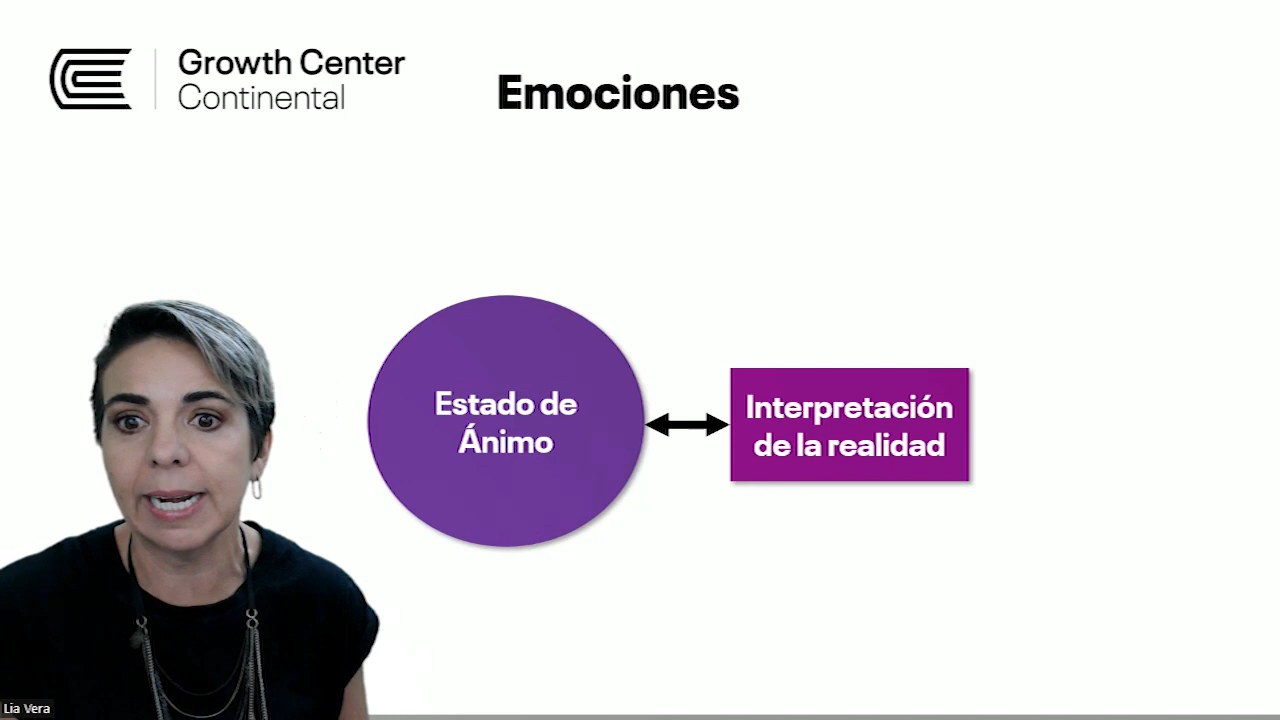 Growth Center
Continental
Emociones
Estado de
Ánimo
Interpretación
de la realidad
Lia Vera